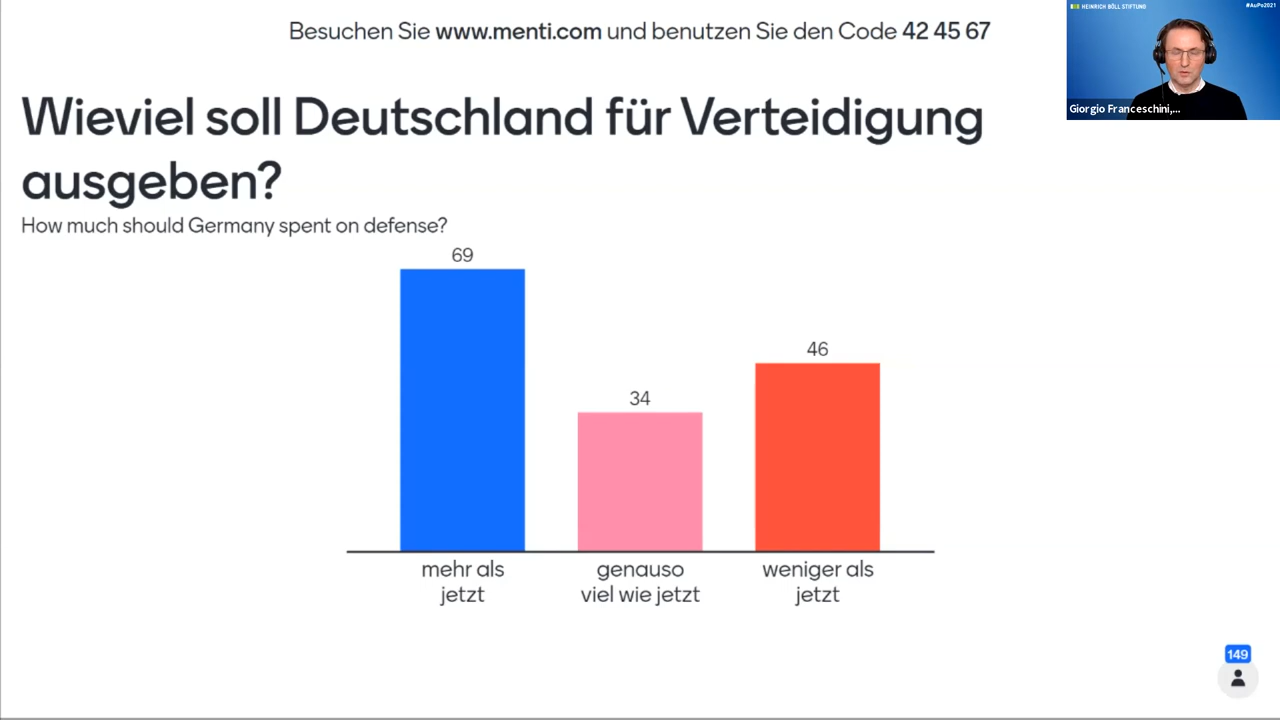 Besuchen Sie www.menti.com und benutzen Sie den Code 42 45 67
HEINRICH BÖLL STIFTUNG
#AuPo2021
Giorgio Franceschini,...
Wieviel soll Deutschland für Verteidigung
ausgeben?
How much should Germany spent on defense?
69
34
46
mehr als
jetzt
genauso
viel wie jetzt
weniger als
jetzt
149